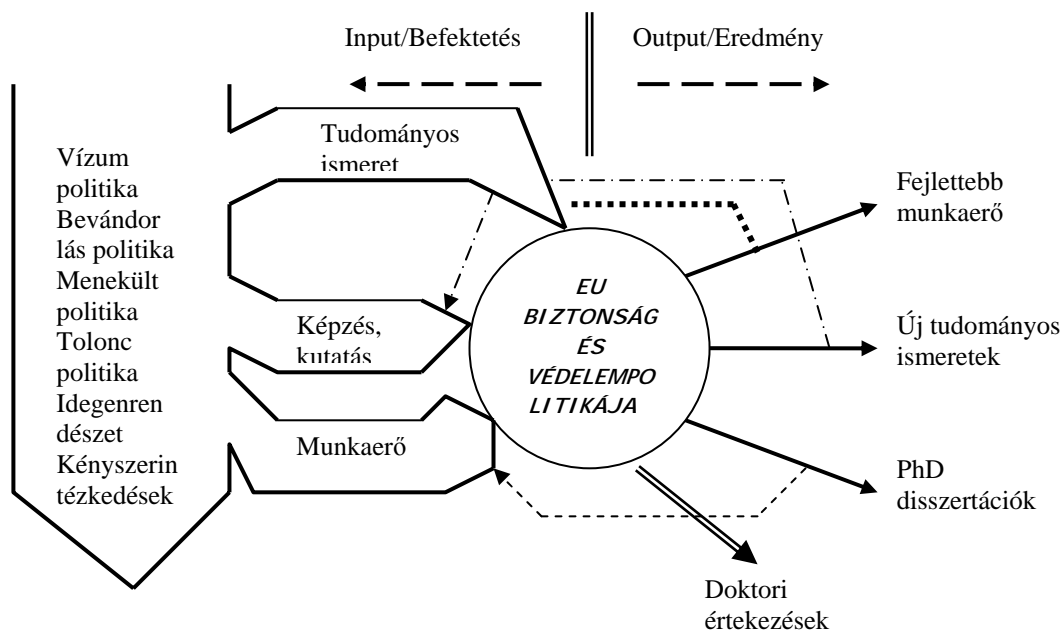 Input/Befektetés
Output/Eredmény
Tudományos
ismeret
Vízum
politika
Bevándor
lás politika
Menekült
politika
Tolonc
politika
Idegenren
dészet
Kényszerin
tézkedések
Képzés,
kutatás
Munkaerő
EU
BIZTONSÁG
ÉS
VÉDELEMPO
LITIKÁJA
Fejlettebb
munkaerő
Új tudományos
ismeretek
PhD
disszertációk
Doktori
értekezések